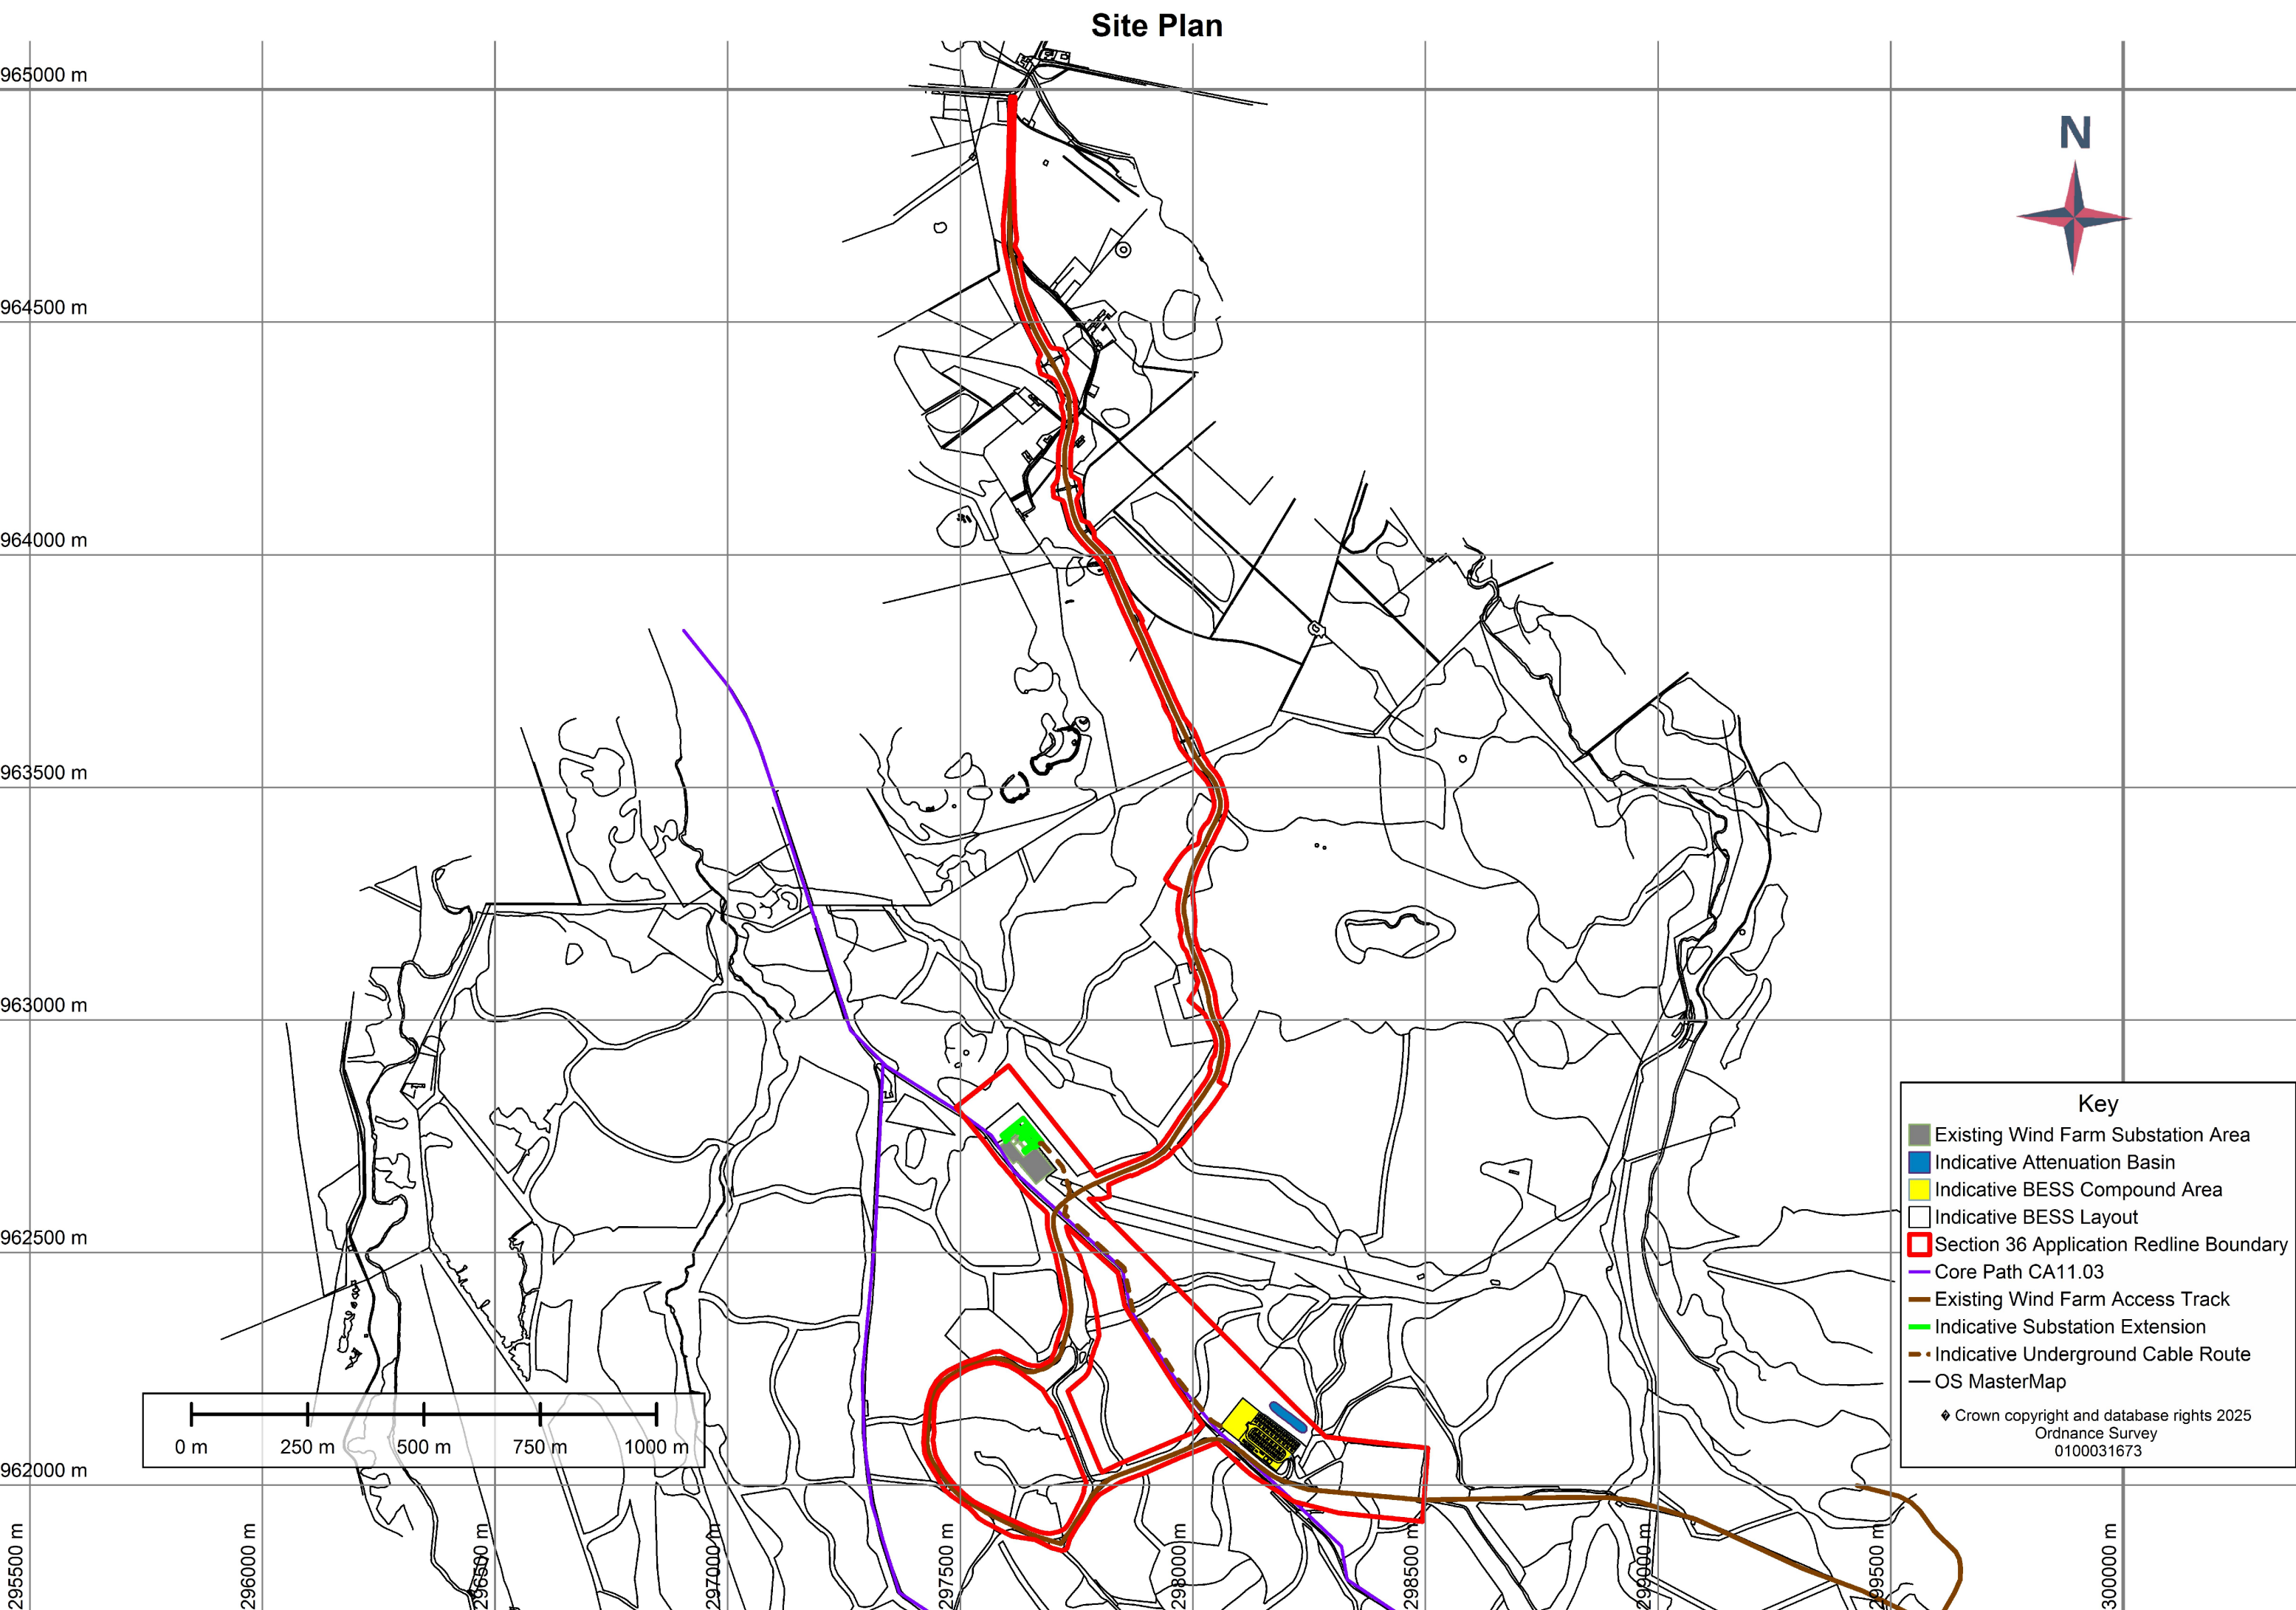 Site Plan
965000 m
N
964500 m
964000 m
963500 m
963000 m
962500 m
962000 m
Key
Existing Wind Farm Substation Area
Indicative Attenuation Basin
Indicative BESS Compound Area
Indicative BESS Layout
Section 36 Application Redline Boundary
Core Path CA11.03
Existing Wind Farm Access Track
Indicative Substation Extension
Indicative Underground Cable Route
OS MasterMap
� Crown copyright and database rights 2025
Ordnance Survey
0100031673
0 m 250 m 500 m 750 m 1000 m
295500 m
296000 m
296500 m
297000 m
297500 m
298000 m
298500 m
299000 m
299500 m
300000 m